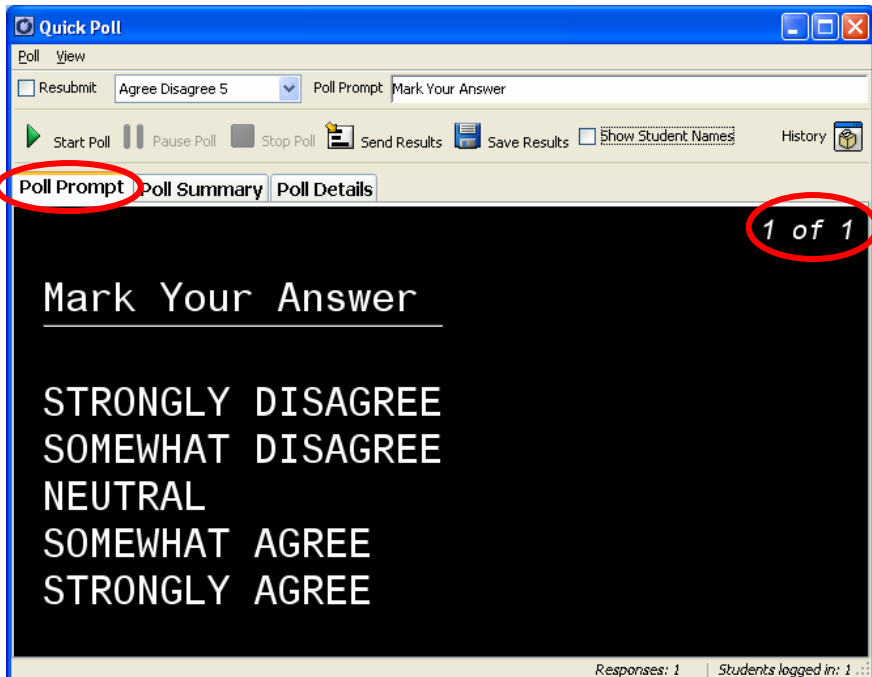 Quick Poll
Poll View
Resubmit Agree Disagree 5 Poll Prompt Mark Your Answer
Start Poll Pause Poll Stop Poll Send Results Save Results Show Student Names History
Poll Prompt Poll Summary Poll Details
1 of 1
Mark Your Answer
STRONGLY DISAGREE
SOMEWHAT DISAGREE
NEUTRAL
SOMEWHAT AGREE
STRONGLY AGREE
Responses: 1 Students logged in: 1